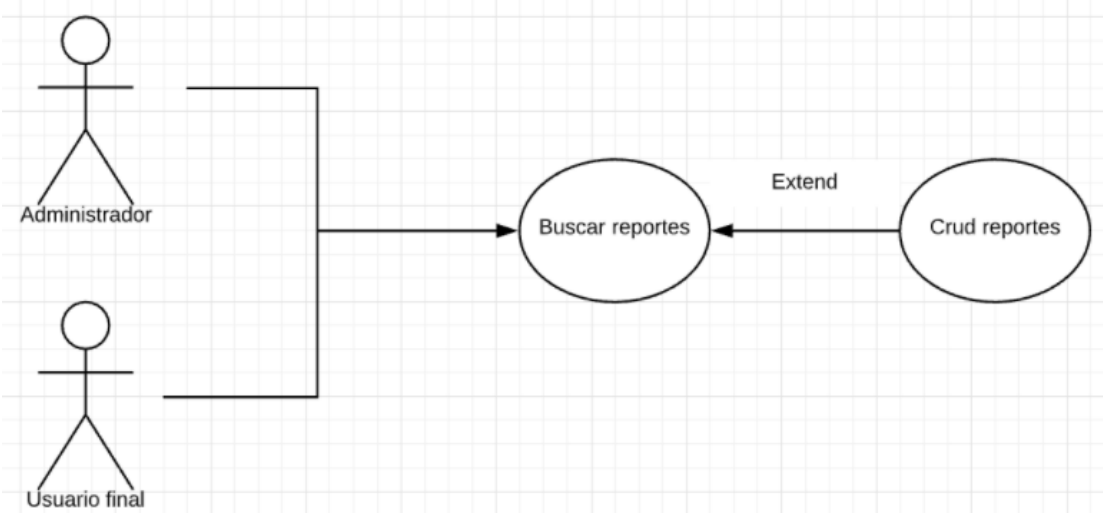 Administrador
Extend
Buscar reportes
Crud reportes
Usuario final